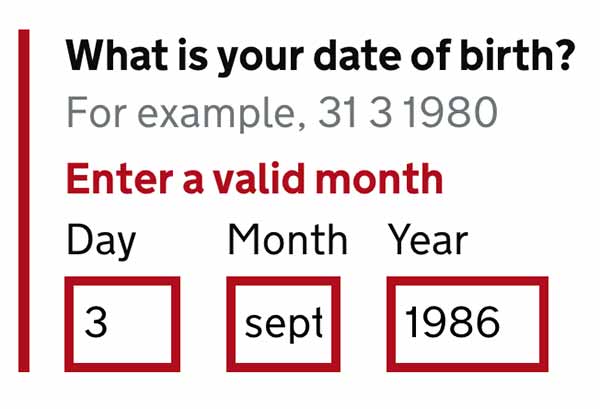 What is your date of birth?
For example, 31 3 1980
Enter a valid month
Day Month Year
3 sept 1986